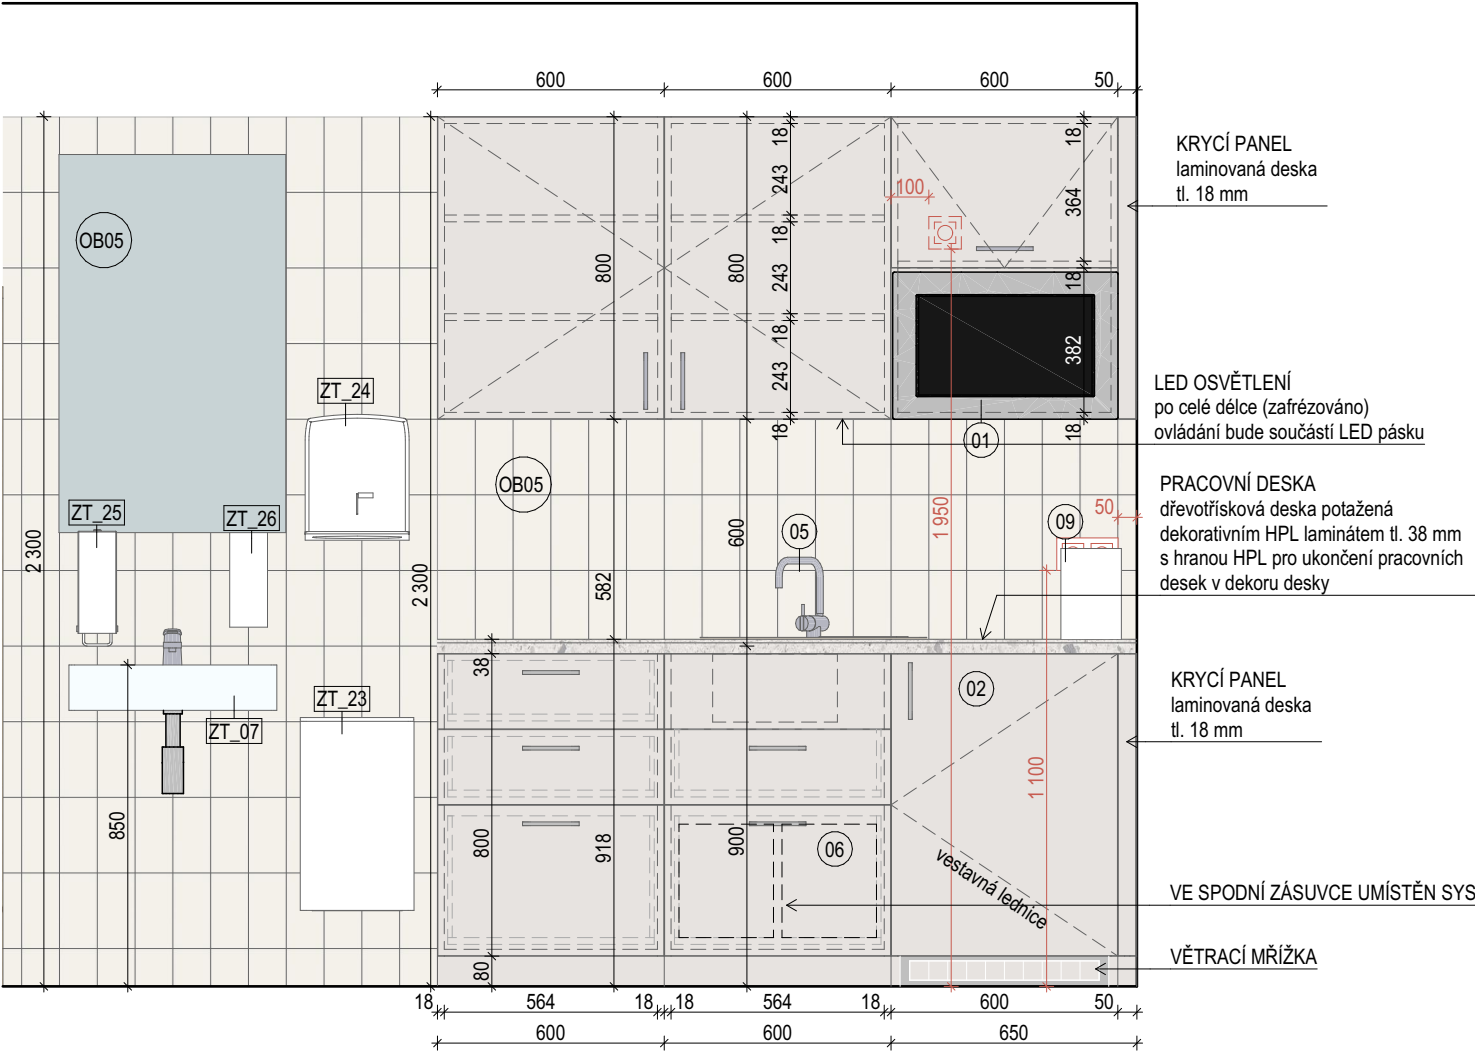 600
600
600
50
18
243
18
243
18
243
18
800
800
100
18
364
18
382
18
KRYCÍ PANEL
laminovaná deska
tl. 18 mm
OB05
ZT_24
LED OSVĚTLENÍ
po celé délce (zafrézováno)
ovládání bude součástí LED pásku
01
OB05
PRACOVNÍ DESKA
dřevotřísková deska potažená
dekorativním HPL laminátem tl. 38 mm
s hranou HPL pro ukončení pracovních
desek v dekoru desky
ZT_25
ZT_26
05
09
50
1 950
600
582
2 300
2 300
38
02
KRYCÍ PANEL
laminovaná deska
tl. 18 mm
ZT_23
ZT_07
1 100
850
800
918
900
06
vestavná lednice
VE SPODNÍ ZÁSUVCE UMÍSTĚN SYS
VĚTRACÍ MŘÍŽKA
80
18
564
18
18
564
18
600
50
600
600
650